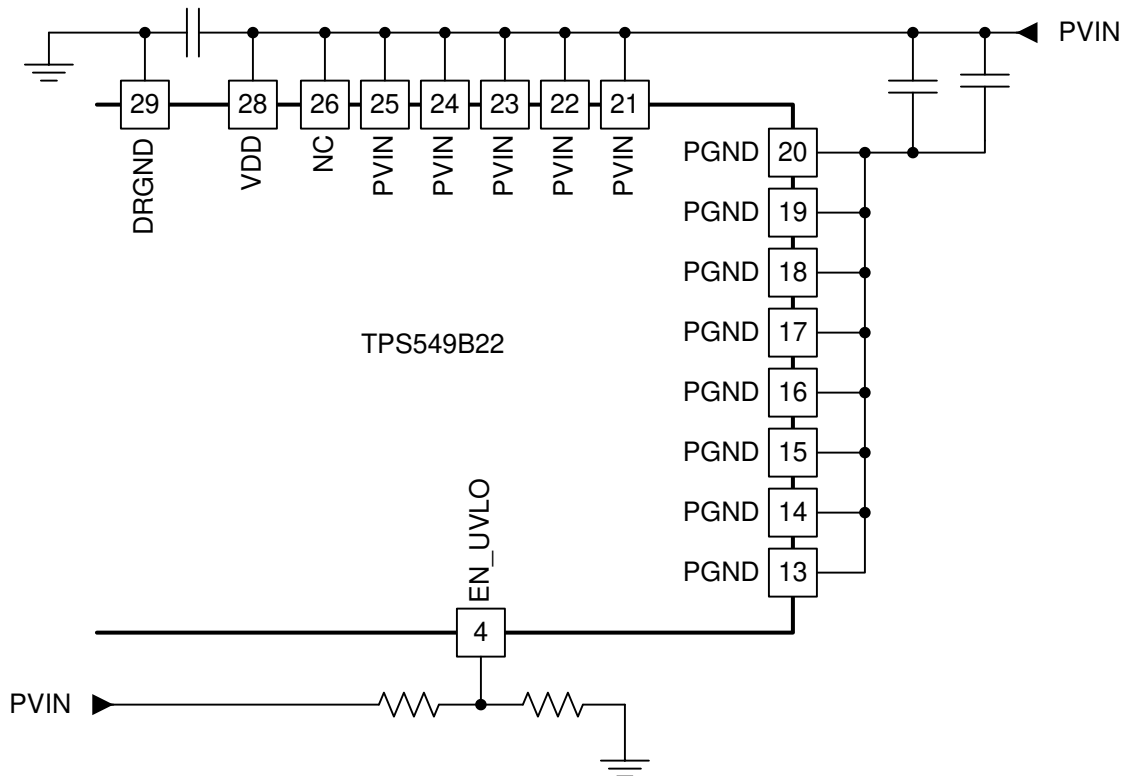 PVIN
29
28
26
25
24
23
22
21
DRGND
VDD
NC
PVIN
PVIN
PVIN
PVIN
PVIN
PGND 20
PGND 19
PGND 18
PGND 17
TPS549B22
PGND 16
PGND 15
PGND 14
PGND 13
EN_UVLO
4
PVIN